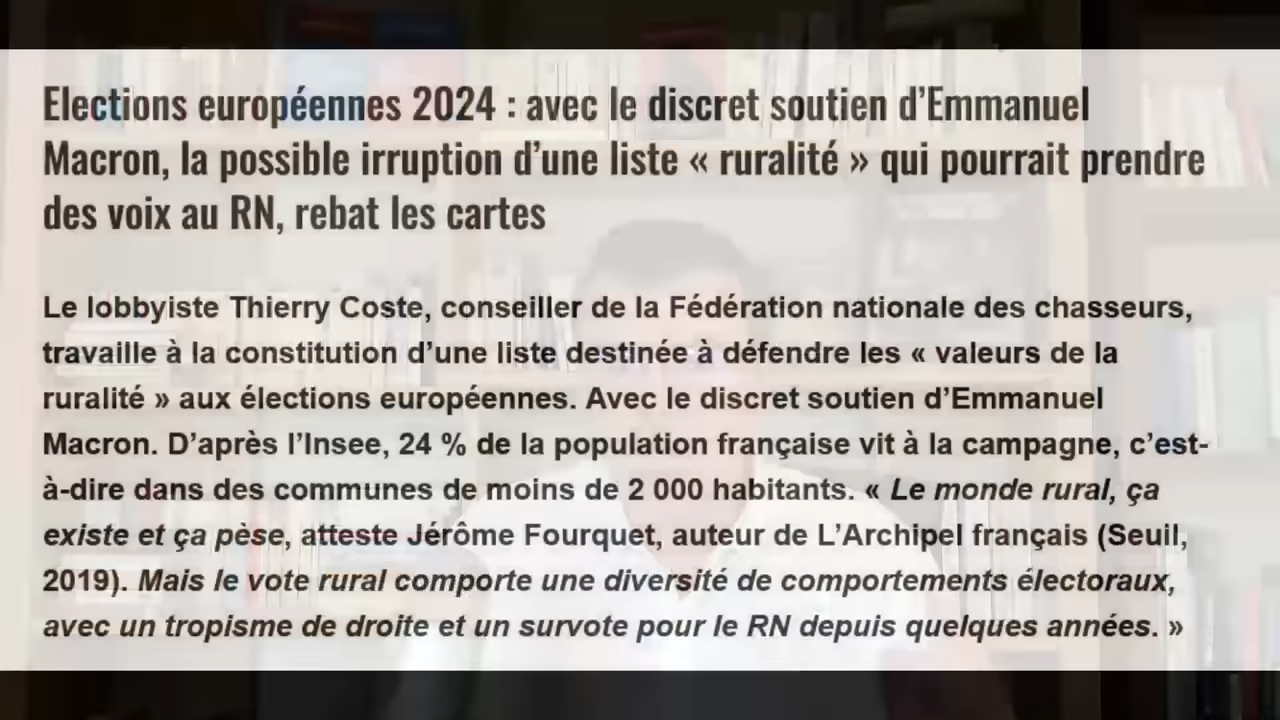 Elections européennes 2024 : avec le discret soutien d’Emmanuel
Macron, la possible irruption d’une liste « ruralité » qui pourrait prendre
des voix au RN, rebat les cartes
Le lobbyiste Thierry Coste, conseiller de la Fédération nationale des chasseurs,
travaille à la constitution d’une liste destinée à défendre les « valeurs de la
ruralité » aux élections européennes. Avec le discret soutien d’Emmanuel
Macron. D’après l’Insee, 24 % de la population française vit à la campagne, c’est-
à-dire dans des communes de moins de 2 000 habitants. « Le monde rural, ça
existe et ça pèse, atteste Jérôme Fourquet, auteur de L’Archipel français (Seuil,
2019). Mais le vote rural comporte une diversité de comportements électoraux,
avec un tropisme de droite et un survote pour le RN depuis quelques années. »